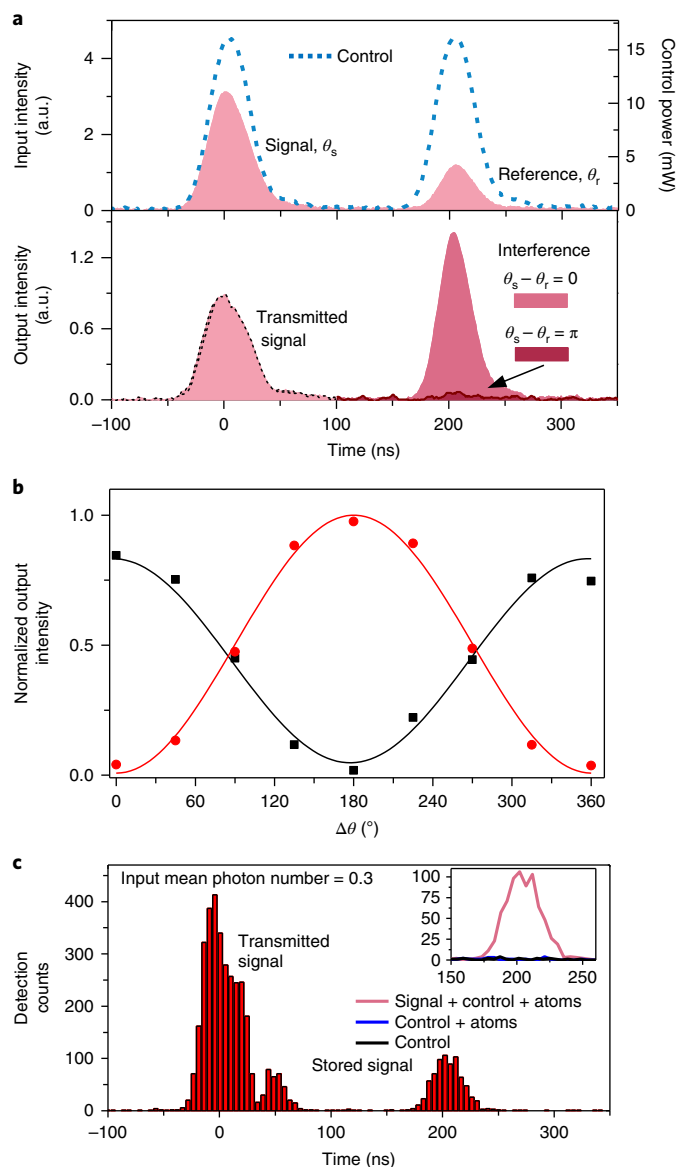 a
Input intensity
(a.u.)
4
2
0
Control
Signal, θs
Reference, θr
15
10
5
0
Control power (mW)
Output intensity
(a.u.)
1.2
0.6
0.0
Transmitted
signal
Interference
θs − θr = 0
θs − θr = π
−100
0
100
200
300
Time (ns)
b
Normalized output
intensity
1.0
0.5
0.0
0
60
120
180
240
300
360
Δθ (°)
c
Detection
counts
400
300
200
100
0
Input mean photon number = 0.3
Transmitted
signal
100
75
50
25
0
150
200
250
Signal + control + atoms
Control + atoms
Control
Stored signal
−100
0
100
200
300
Time (ns)